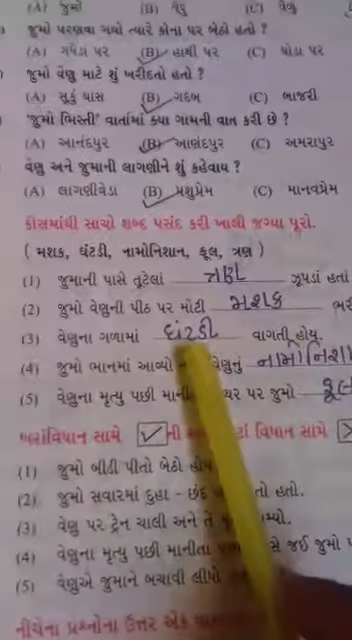 (A) જુમો (B) વેણુ (C) વેણુ
જુમો પરણવા ગયો ત્યારે કોના પર બેઠો હતો ?
(A) ગધેડા પર (B) હાથી પર (C) ઘોડા પર
જુમો વેણુ માટે શું ખરીદતો હતો ?
(A) સૂકું ઘાસ (B) ગદબ (C) બાજરી
'જુમો ભિસ્તી' વાર્તામાં ક્યા ગામની વાત કરી છે ?
(A) આનંદપુર (B) આણંદપુર (C) અમરાપુર
વેણુ અને જુમાની લાગણીને શું કહેવાય ?
(A) લાગણીવેડા (B) પશુપ્રેમ (C) માનવપ્રેમ
કૌંસમાંથી સાચો શબ્દ પસંદ કરી ખાલી જગ્યા પૂરો.
( મશક, ઘંટડી, નામોનિશાન, ફૂલ, ત્રણ )
(1) જુમાની પાસે તૂટેલાં ત્રણ ઝૂંપડાં હતાં
(2) જુમો વેણુની પીઠ પર મોટી મશક ભર
(3) વેણુના ગળામાં ઘંટડી વાગતી હોય.
(4) જુમો ભાનમાં આવ્યો વેણુનું નામોનિશા
(5) વેણુના મૃત્યુ પછી માની પર જુમો ફૂલ
ખરાંવિધાન સામે ✓ ની વિધાન સામે
(1) જુમો બીડી પીતો બેઠો હોય
(2) જુમો સવારમાં દુહા - છંદ તો હતો.
(3) વેણુ પર ટ્રેન ચાલી અને તે
(4) વેણુના મૃત્યુ પછી માનીતા જઈ જુમો
(5) વેણુએ જુમાને બચાવી લીધો
નીચેના પ્રશ્નોના ઉત્તર એક